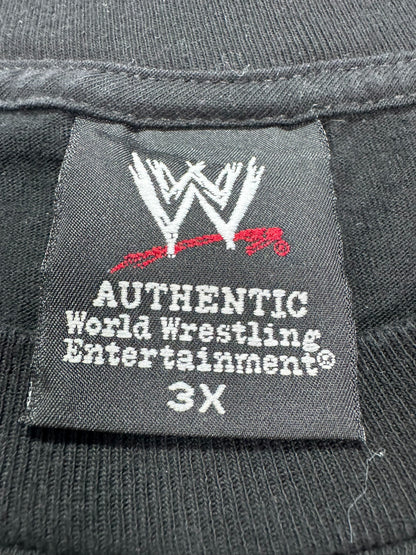 W
AUTHENTIC
World Wrestling
Entertainment®
3X